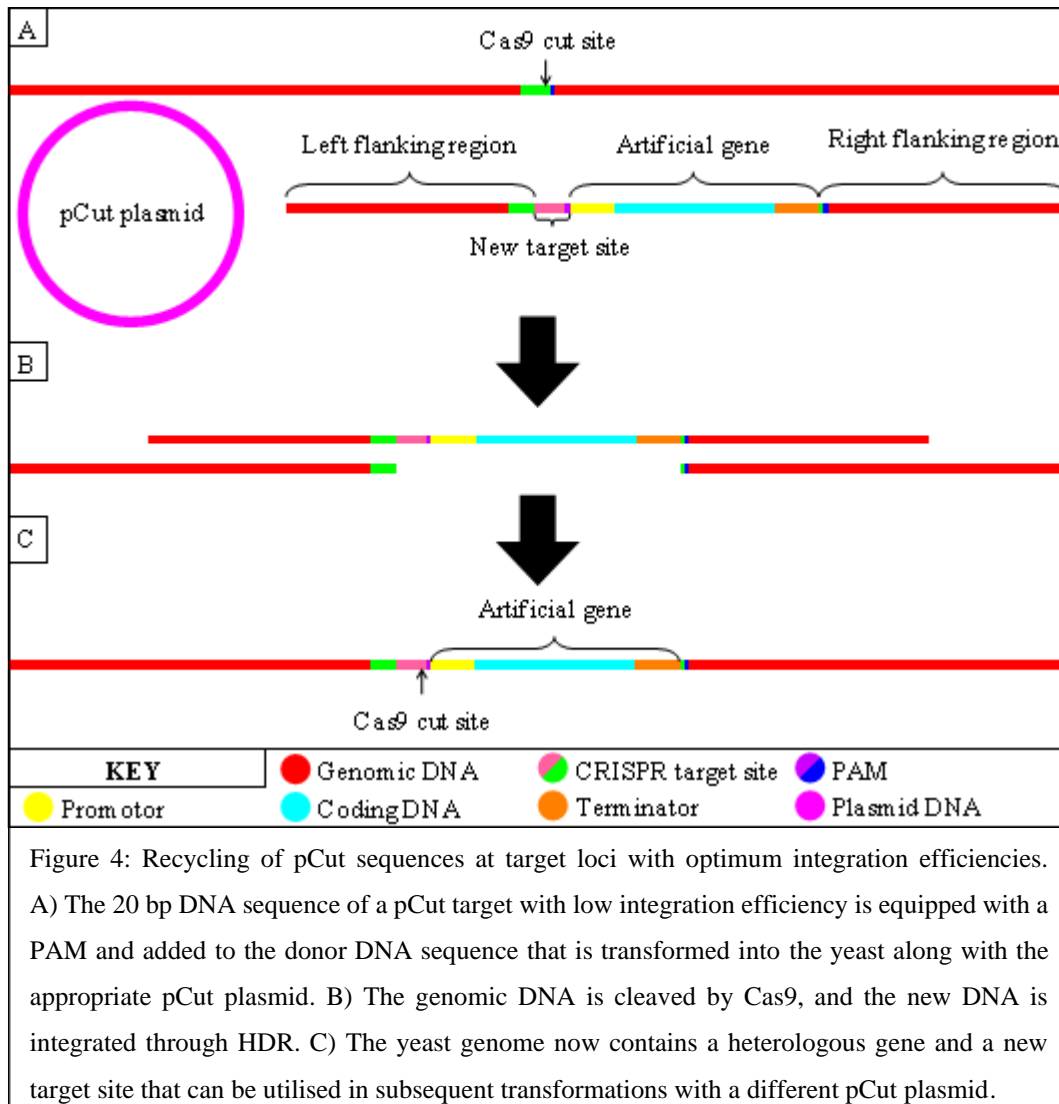 A
Cas9 cut site
Left flanking region
Artificial gene
Right flanking region
pCut plasmid
New target site
B
C
Artificial gene
Cas9 cut site
KEY
Genomic DNA
CRISPR target site
PAM
Promotor
Coding DNA
Terminator
Plasmid DNA
Figure 4: Recycling of pCut sequences at target loci with optimum integration efficiencies.
A) The 20 bp DNA sequence of a pCut target with low integration efficiency is equipped with a
PAM and added to the donor DNA sequence that is transformed into the yeast along with the
appropriate pCut plasmid. B) The genomic DNA is cleaved by Cas9, and the new DNA is
integrated through HDR. C) The yeast genome now contains a heterologous gene and a new
target site that can be utilised in subsequent transformations with a different pCut plasmid.